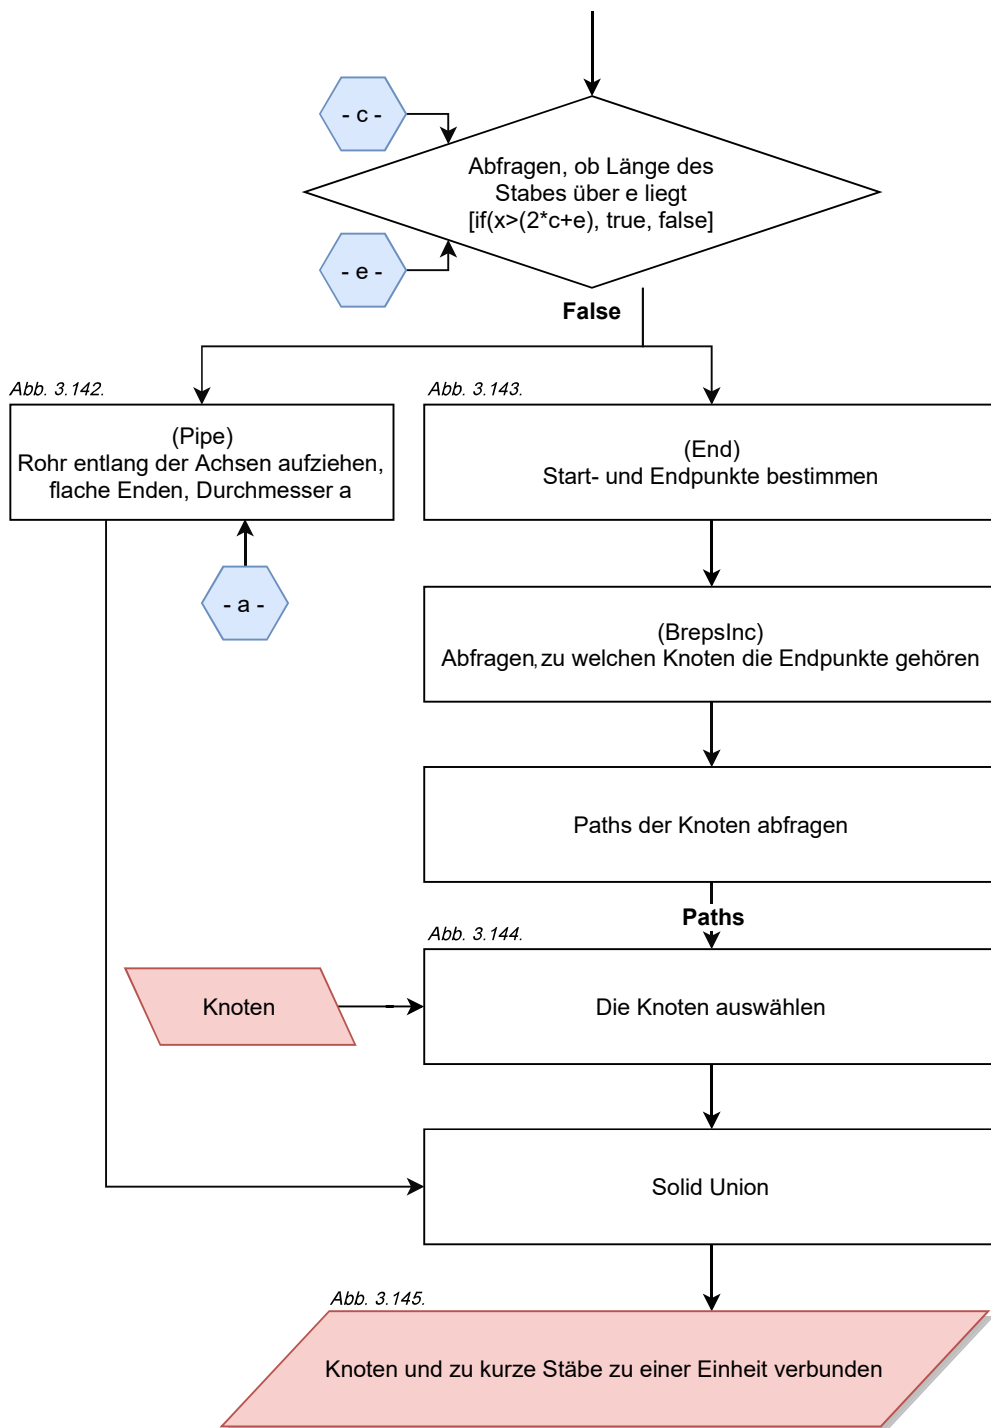 - c -
Abfragen, ob Länge des
Stabes über e liegt
[if(x>(2*c+e), true, false]
- e -
False
Abb. 3.142.
(Pipe)
Rohr entlang der Achsen aufziehen,
flache Enden, Durchmesser a
- a -
Abb. 3.143.
(End)
Start- und Endpunkte bestimmen
(BrepsInc)
Abfragen, zu welchen Knoten die Endpunkte gehören
Paths der Knoten abfragen
Paths
Abb. 3.144.
Knoten
Die Knoten auswählen
Solid Union
Abb. 3.145.
Knoten und zu kurze Stäbe zu einer Einheit verbunden